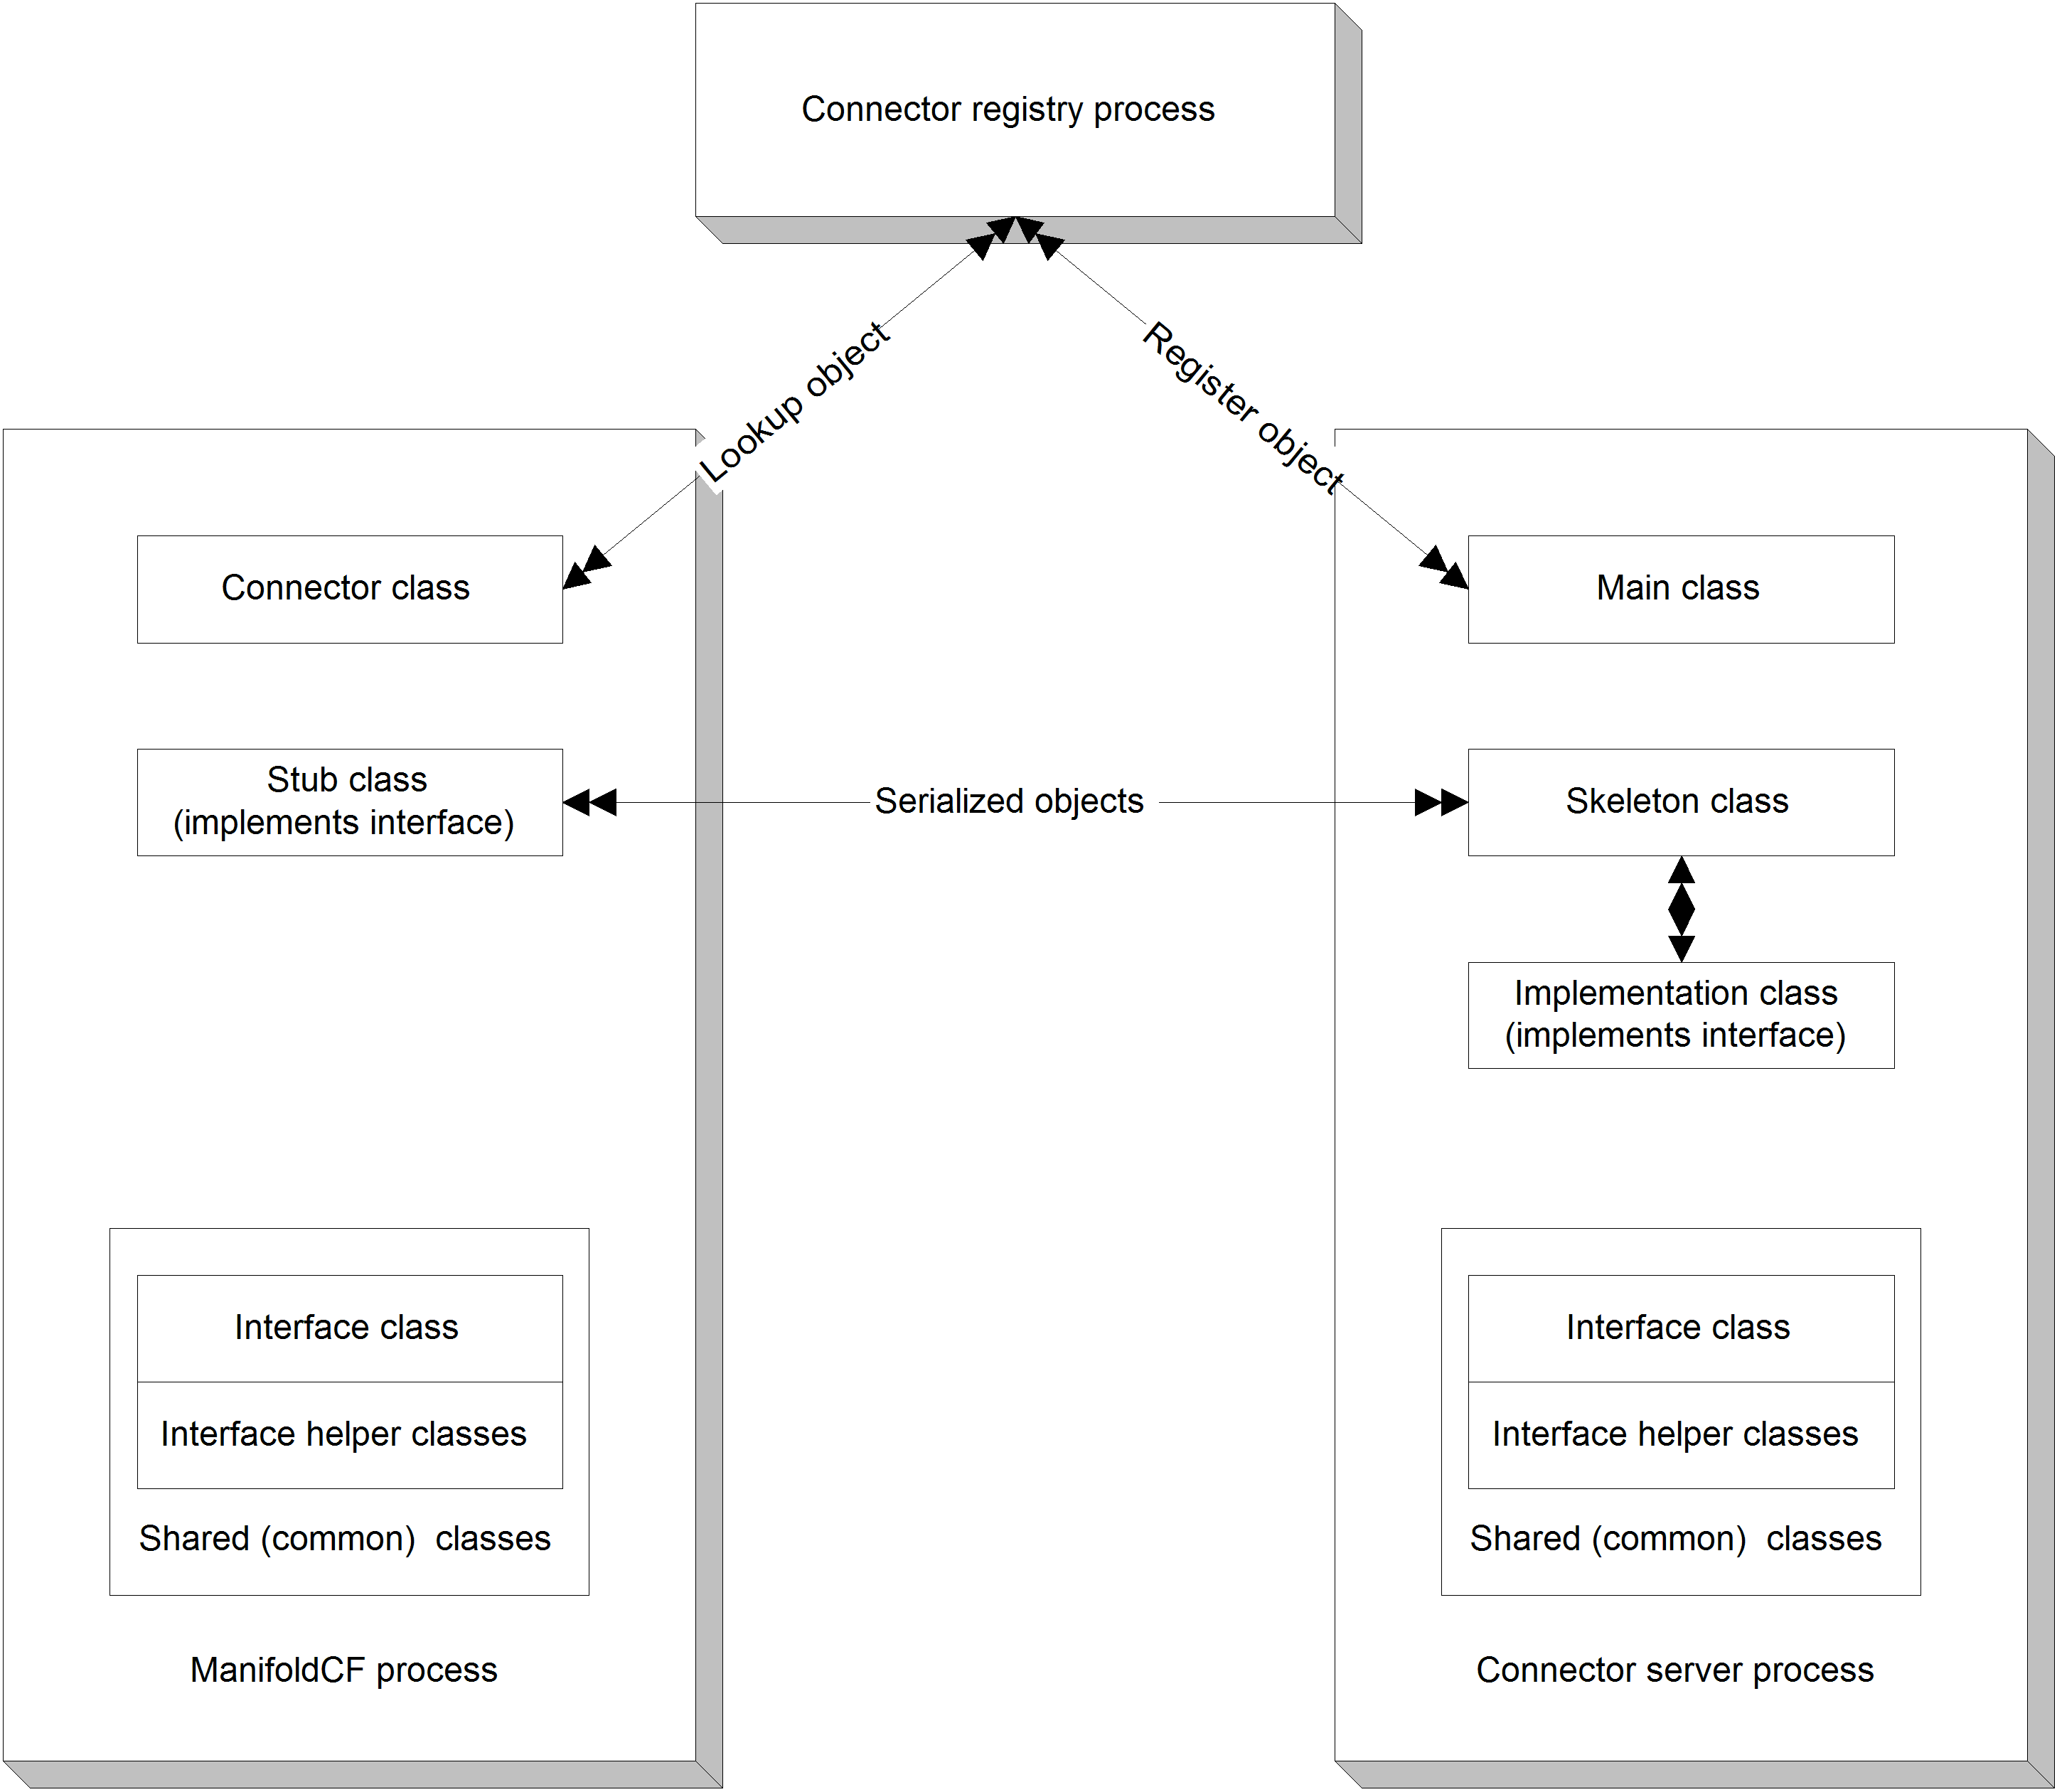 Connector registry process
Lookup object
Register object
Connector class
Main class
Stub class
(implements interface)
Serialized objects
Skeleton class
Implementation class
(implements interface)
Interface class
Interface helper classes
Shared (common)  classes
ManifoldCF process
Interface class
Interface helper classes
Shared (common)  classes
Connector server process